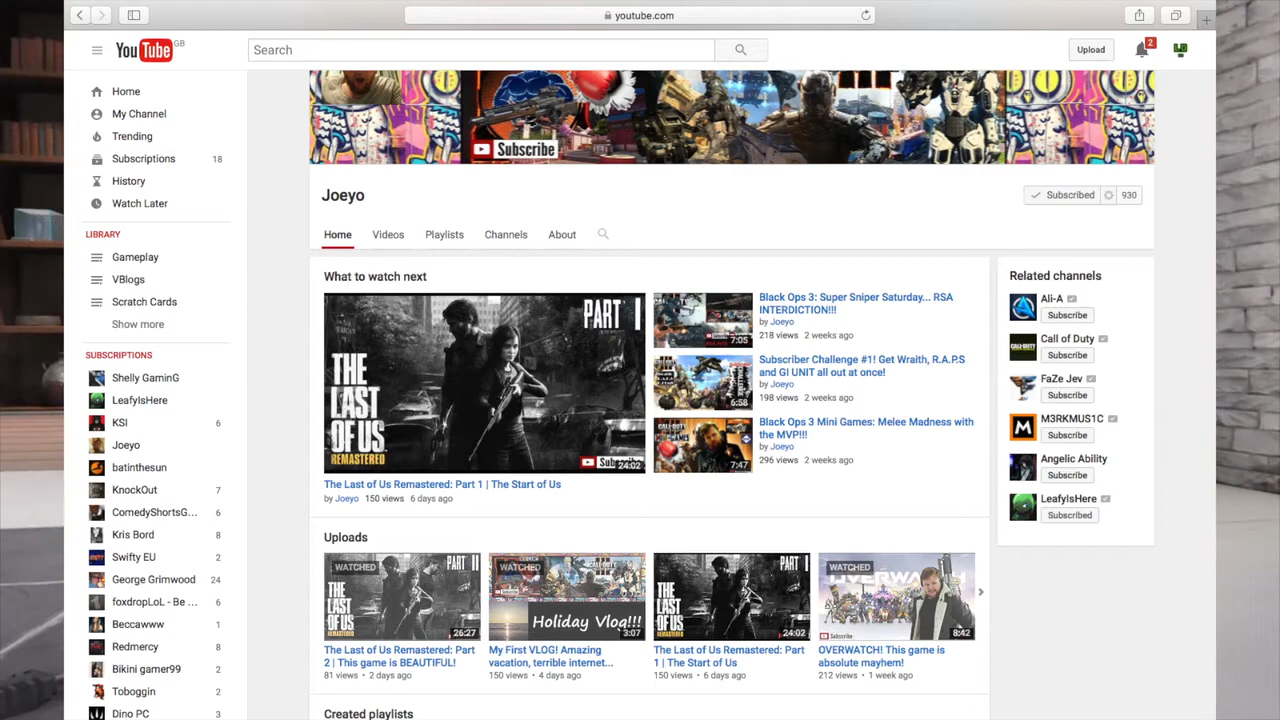 youtube.com
YouTube GB
Search
Upload
2
Home
My Channel
Trending
Subscriptions 18
History
Watch Later
LIBRARY
Gameplay
VBlogs
Scratch Cards
Show more
SUBSCRIPTIONS
Shelly GaminG
LeafyIsHere
KSI 6
Joeyo
batinthesun
KnockOut 7
ComedyShortsG... 6
Kris Bord 8
Swifty EU 2
George Grimwood 24
foxdropLoL - Be ... 6
Beccawww 1
Redmercy 6
Bikini gamer99 2
Toboggin 2
Dino PC 3
Subscribe
Joeyo
Subscribed 930
Home Videos Playlists Channels About
What to watch next
PART I
THE
LAST
OF US
REMASTERED
24:02
The Last of Us Remastered: Part 1 | The Start of Us
by Joeyo 150 views 6 days ago
7:05
Black Ops 3: Super Sniper Saturday... RSA
INTERDICTION!!!
by Joeyo
218 views 2 weeks ago
6:58
Subscriber Challenge #1! Get Wraith, R.A.P.S
and GI UNIT all out at once!
by Joeyo
198 views 2 weeks ago
7:47
Black Ops 3 Mini Games: Melee Madness with
the MVP!!!
by Joeyo
296 views 2 weeks ago
Uploads
WATCHED
PART II
THE
LAST
OF US
REMASTERED
26:27
The Last of Us Remastered: Part
2 | This game is BEAUTIFUL!
81 views • 2 days ago
WATCHED
Holiday Vlog!!!
3:07
My First VLOG! Amazing
vacation, terrible internet...
150 views • 4 days ago
PART I
THE
LAST
OF US
REMASTERED
24:02
The Last of Us Remastered: Part
1 | The Start of Us
150 views • 6 days ago
WATCHED
OVERWATCH
Subscribe
8:42
OVERWATCH! This game is
absolute mayhem!
212 views • 1 week ago
Created playlists
Related channels
Ali-A
Subscribe
Call of Duty
Subscribe
FaZe Jev
Subscribe
M3RKMUS1C
Subscribe
Angelic Ability
Subscribe
LeafyIsHere
Subscribed